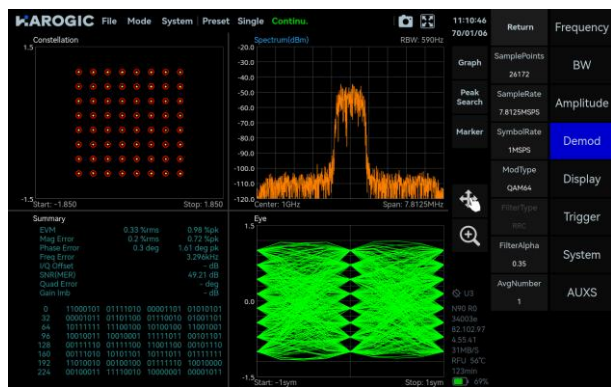 HAROGIC File Mode System Preset Single Continu.
11:10:46
70/01/06
Constellation
1.5
-1.5
Start: -1.850 Stop: 1.850
Spectrum(dBm) RBW: 590Hz
-20.0
-30.0
-40.0
-50.0
-60.0
-70.0
-80.0
-90.0
-100.0
-110.0
-120.0
Center: 1GHz Span: 7.8125MHz
Summary
EVM 0.33 %rms 0.98 %pk
Mag Error 0.2 %rms 0.72 %pk
Phase Error 0.3 deg 1.61 deg pk
Freq Error 3.296kHz
I/Q Offset - dB
SNR(MER) 49.21 dB
Quad Error - deg
Gain Imb - dB
0 11000101 01111010 00001101 01010101
32 00001011 01110100 01110010 01001101
64 10111111 11100100 10100100 11001001
96 10010011 10010001 11111011 00101101
128 00111110 01111100 11001100 00101110
160 00111010 10101101 10111011 01111111
192 11010010 00100100 01111110 10010000
224 00100011 11110010 10000001 00001011
Eye
1.5
0.0
-1.5
Start: -1sym Stop: 1sym
Graph
Peak
Search
Marker
U3
N90 R0
34003e
82.102.97
4.55.41
31MB/S
RFU 56℃
123min
69%
Return
SamplePoints
26172
SampleRate
7.8125MSPS
SymbolRate
1MSPS
ModType
QAM64
FilterType
RRC
FilterAlpha
0.35
AvgNumber
1
Frequency
BW
Amplitude
Demod
Display
Trigger
System
AUXS